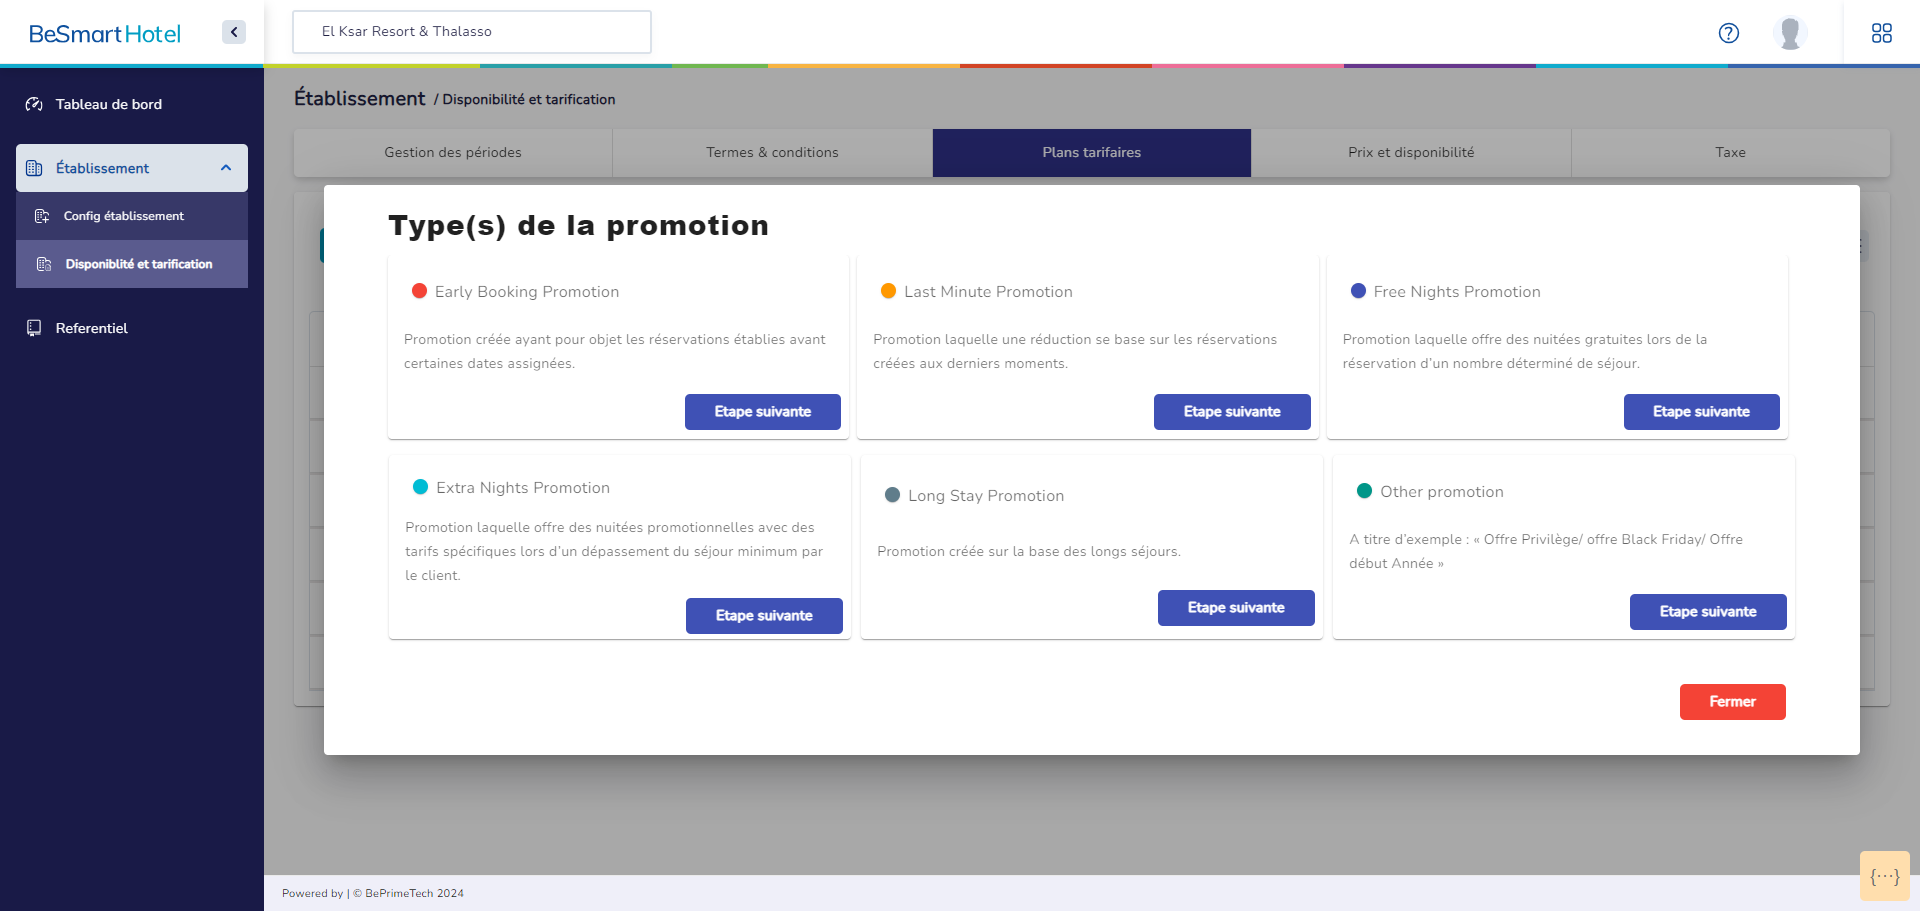 BeSmart Hotel
El Ksar Resort & Thalasso
Tableau de bord
Établissement
Config établissement
Disponiblité et tarification
Referentiel
Établissement / Disponibilité et tarification
Gestion des périodes
Termes & conditions
Plans tarifaires
Prix et disponibilité
Taxe
Type(s) de la promotion
Early Booking Promotion
Promotion créée ayant pour objet les réservations établies avant
certaines dates assignées.
Etape suivante
Last Minute Promotion
Promotion laquelle une réduction se base sur les réservations
créées aux derniers moments.
Etape suivante
Free Nights Promotion
Promotion laquelle offre des nuitées gratuites lors de la
réservation d'un nombre déterminé de séjour.
Etape suivante
Extra Nights Promotion
Promotion laquelle offre des nuitées promotionnelles avec des
tarifs spécifiques lors d'un dépassement du séjour minimum par
le client.
Etape suivante
Long Stay Promotion
Promotion créée sur la base des longs séjours.
Etape suivante
Other promotion
A titre d'exemple : « Offre Privilège/ offre Black Friday/ Offre
début Année »
Etape suivante
Fermer
Powered by | © BePrimeTech 2024
{···}